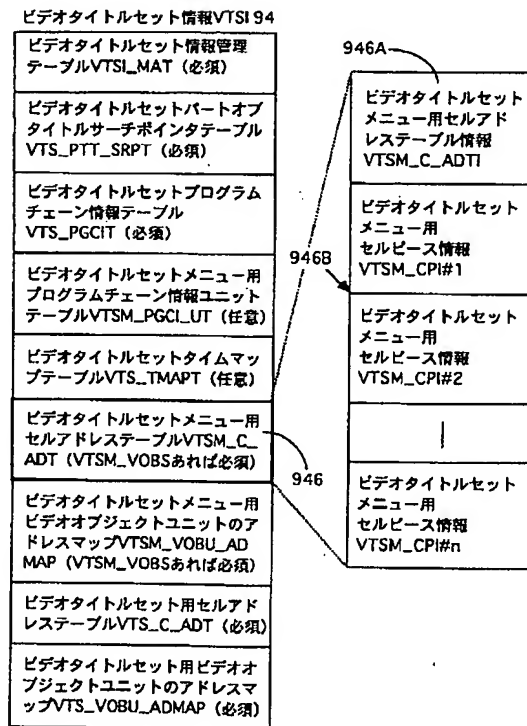 ビデオタイトルセット情報VTSI 94
ビデオタイトルセット情報管理
テーブルVTSI_MAT（必須）
ビデオタイトルセットパートオブ
タイトルサーチポインタテーブル
VTS_PTT_SRPT（必須）
ビデオタイトルセットプログラム
チェーン情報テーブル
VTS_PGCIT（必須）
ビデオタイトルセットメニュー用
プログラムチェーン情報ユニット
テーブルVTSM_PGCI_UT（任意）
ビデオタイトルセットタイムマッ
プテーブルVTS_TMAPT（任意）
ビデオタイトルセットメニュー用
セルアドレステーブルVTSM_C_
ADT（VTSM_VOBSあれば必須）
ビデオタイトルセットメニュー用
ビデオオブジェクトユニットのア
ドレスマップVTSM_VOBU_AD
MAP（VTSM_VOBSあれば必須）
ビデオタイトルセット用セルアド
レステーブルVTS_C_ADT（必須）
ビデオタイトルセット用ビデオオ
ブジェクトユニットのアドレスマ
ップVTS_VOBU_ADMAP（必須）
946
946A
946B
ビデオタイトルセット
メニュー用セルアド
レステーブル情報
VTSM_C_ADTI
ビデオタイトルセット
メニュー用
セルピース情報
VTSM_CPI#1
ビデオタイトルセット
メニュー用
セルピース情報
VTSM_CPI#2
ビデオタイトルセット
メニュー用
セルピース情報
VTSM_CPI#n